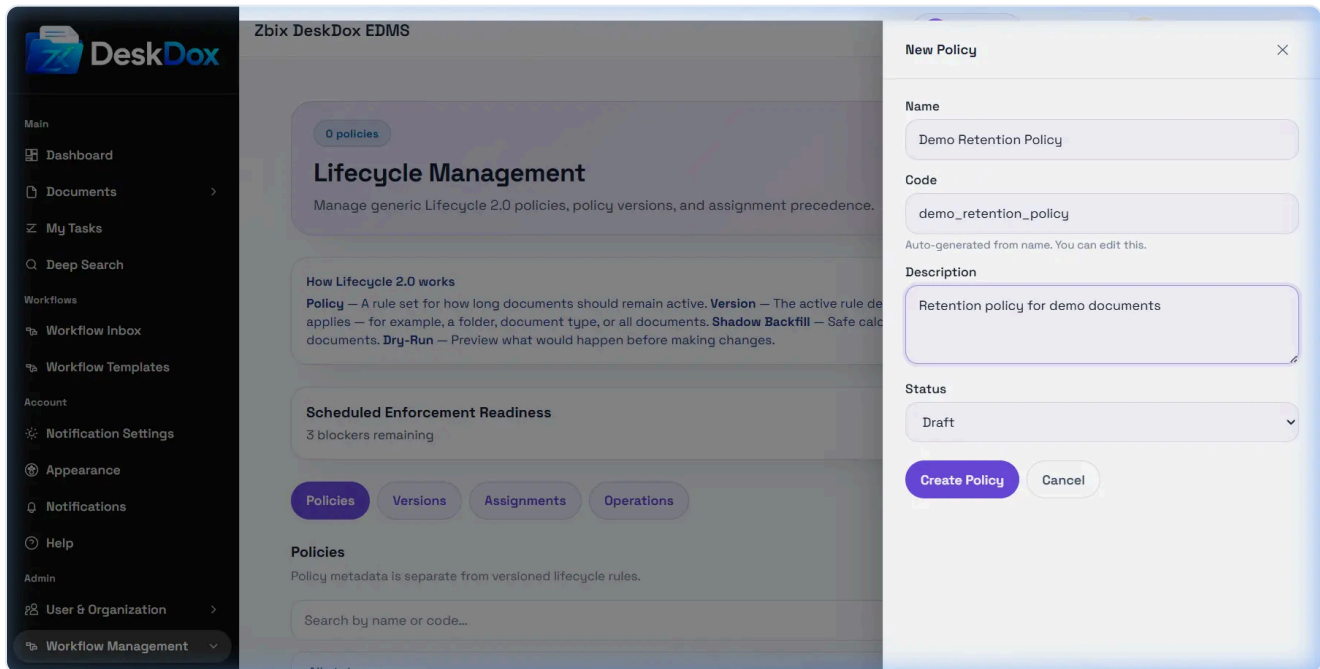 DeskDox
Main
Dashboard
Documents
My Tasks
Deep Search
Workflows
Workflow Inbox
Workflow Templates
Account
Notification Settings
Appearance
Notifications
Help
Admin
User & Organization
Workflow Management
Zbix DeskDox EDMS
0 policies
Lifecycle Management
Manage generic Lifecycle 2.0 policies, policy versions, and assignment precedence.
How Lifecycle 2.0 works
Policy — A rule set for how long documents should remain active. Version — The active rule de
applies — for example, a folder, document type, or all documents. Shadow Backfill — Safe calc
documents. Dry-Run — Preview what would happen before making changes.
Scheduled Enforcement Readiness
3 blockers remaining
Policies
Versions
Assignments
Operations
Policies
Policy metadata is separate from versioned lifecycle rules.
Search by name or code...
New Policy
Name
Demo Retention Policy
Code
demo_retention_policy
Auto-generated from name. You can edit this.
Description
Retention policy for demo documents
Status
Draft
Create Policy
Cancel